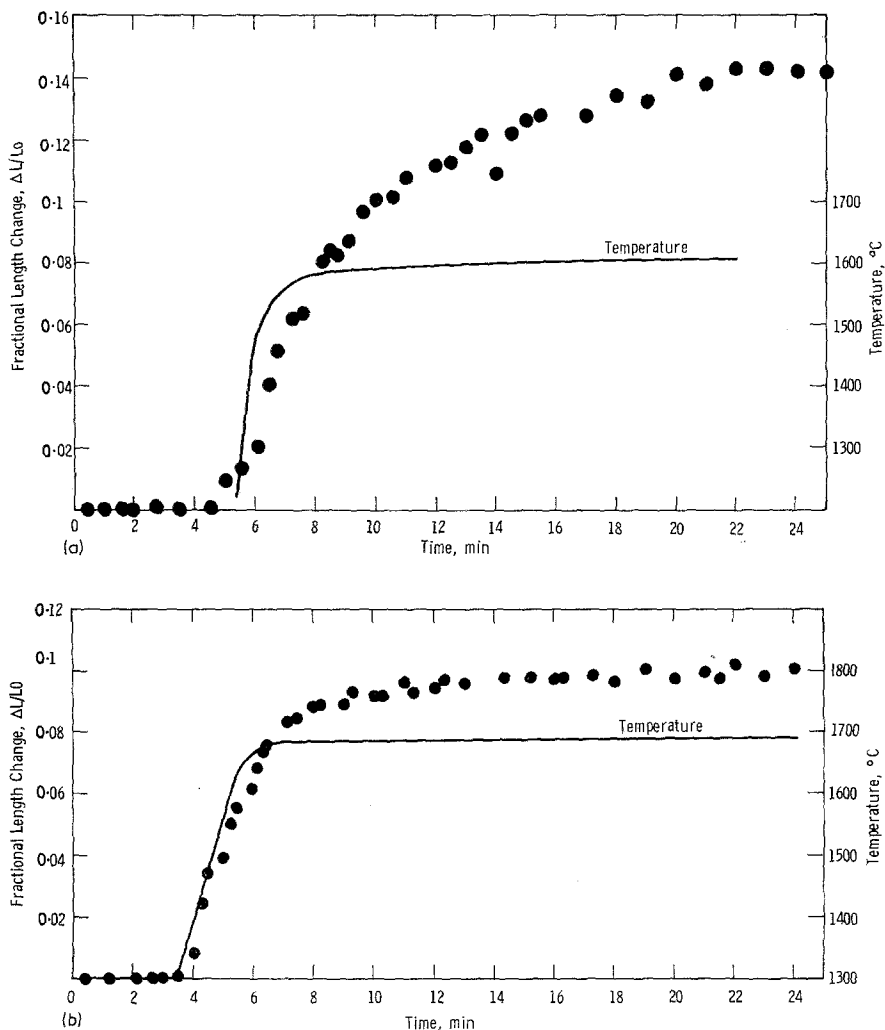 0·16
0·14
0·12
0·1
0·08
0·06
0·04
0·02
Fractional Length Change, ΔL/Lo
1700
1600
1500
1400
1300
Temperature, °C
Temperature
0 2 4 6 8 10 12 14 16 18 20 22 24
Time, min
(a)
0·12
0·1
0·08
0·06
0·04
0·02
Fractional Length Change, ΔL/L0
1800
1700
1600
1500
1400
1300
Temperature, °C
Temperature
0 2 4 6 8 10 12 14 16 18 20 22 24
Time, min
(b)